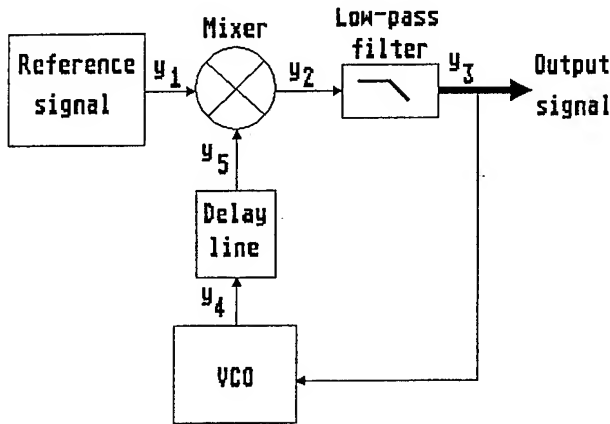 Mixer
Low-pass
filter
Reference
signal
y1
y2
y3
Output
signal
y5
Delay
line
y4
VCO